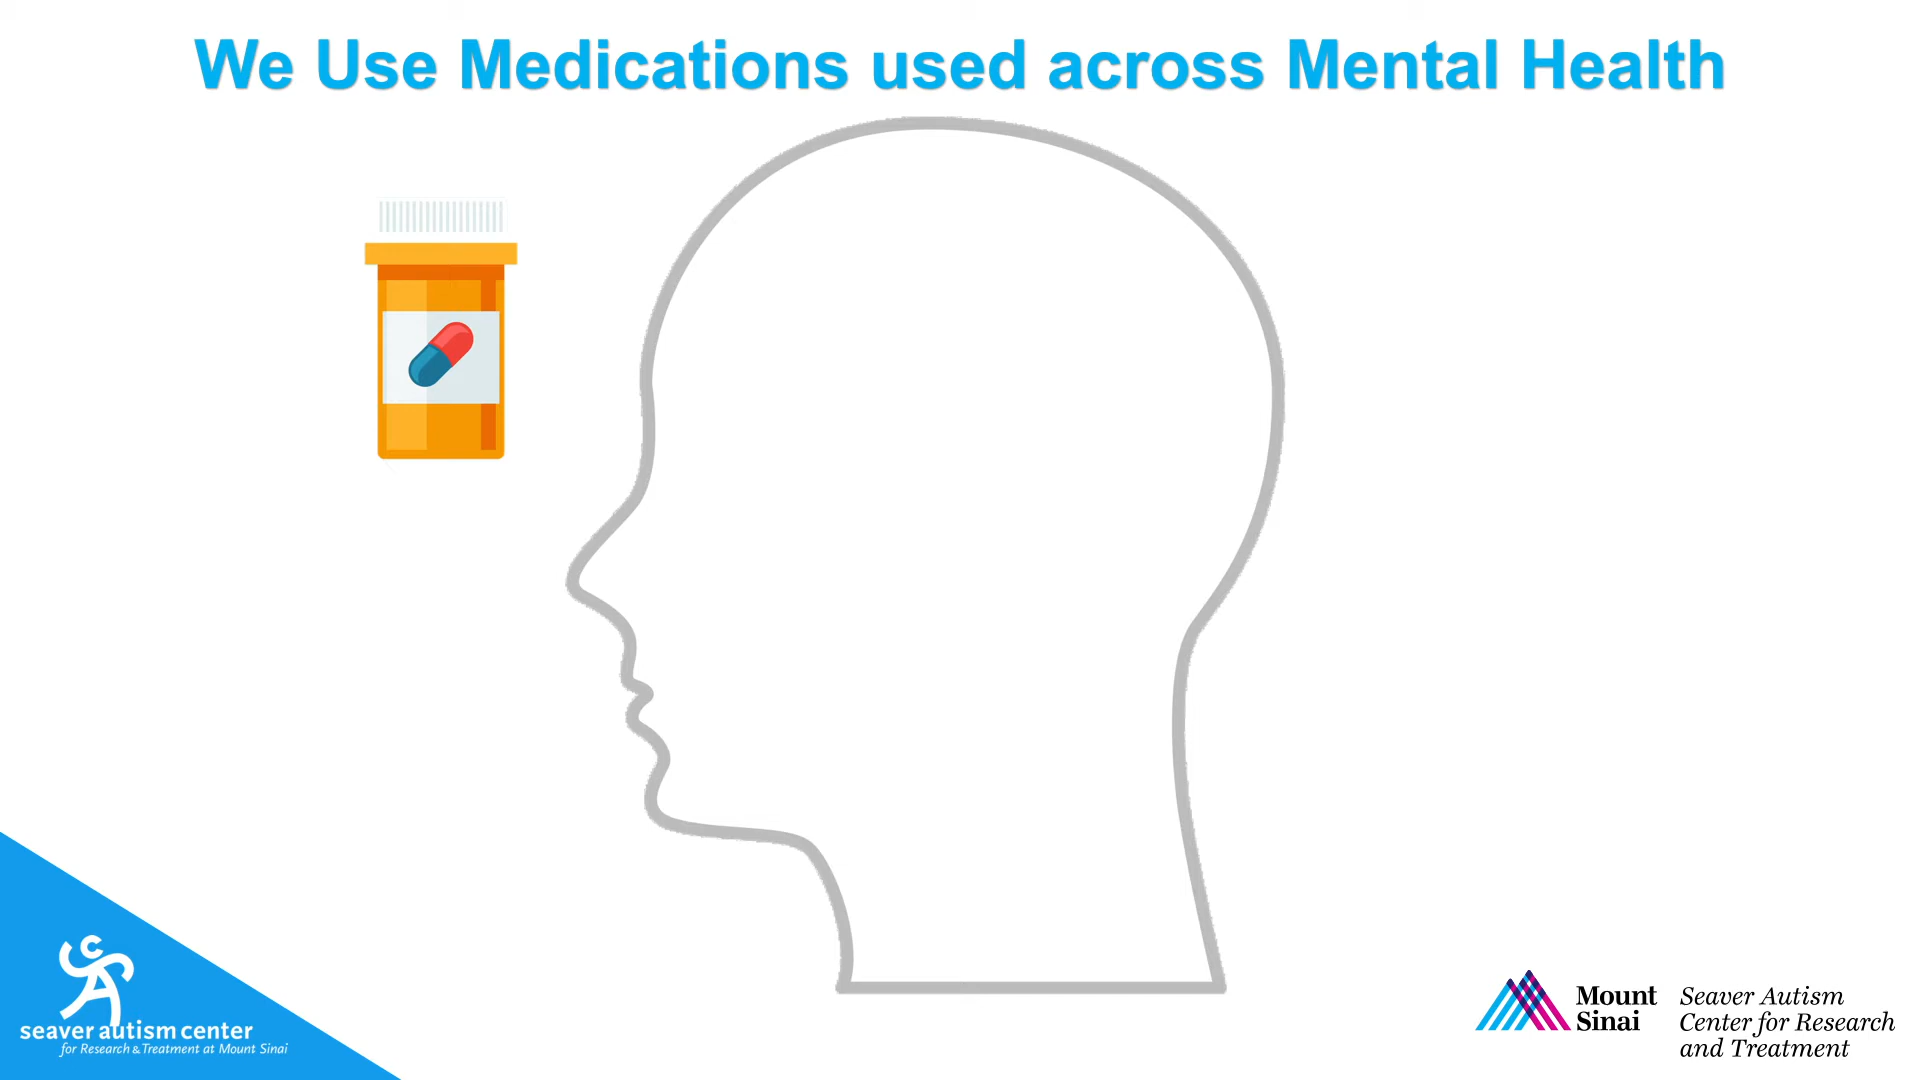 We Use Medications used across Mental Health
seaver autism center
for Research & Treatment at Mount Sinai
Mount
Sinai
Seaver Autism
Center for Research
and Treatment